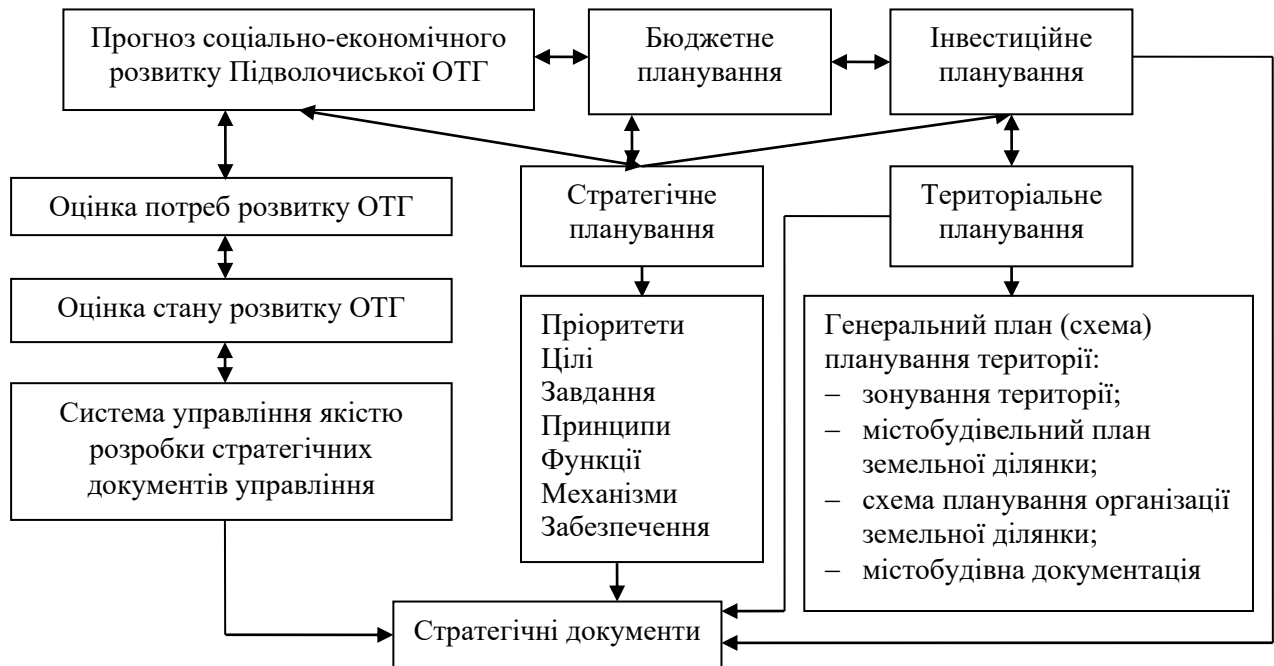 Прогноз соціально-економічного
розвитку Підволочиської ОТГ
Бюджетне
планування
Інвестиційне
планування
Оцінка потреб розвитку ОТГ
Стратегічне
планування
Територіальне
планування
Оцінка стану розвитку ОТГ
Система управління якістю
розробки стратегічних
документів управління
Пріоритети
Цілі
Завдання
Принципи
Функції
Механізми
Забезпечення
Генеральний план (схема)
планування території:
– зонування території;
– містобудівельний план
земельної ділянки;
– схема планування організації
земельної ділянки;
– містобудівна документація
Стратегічні документи